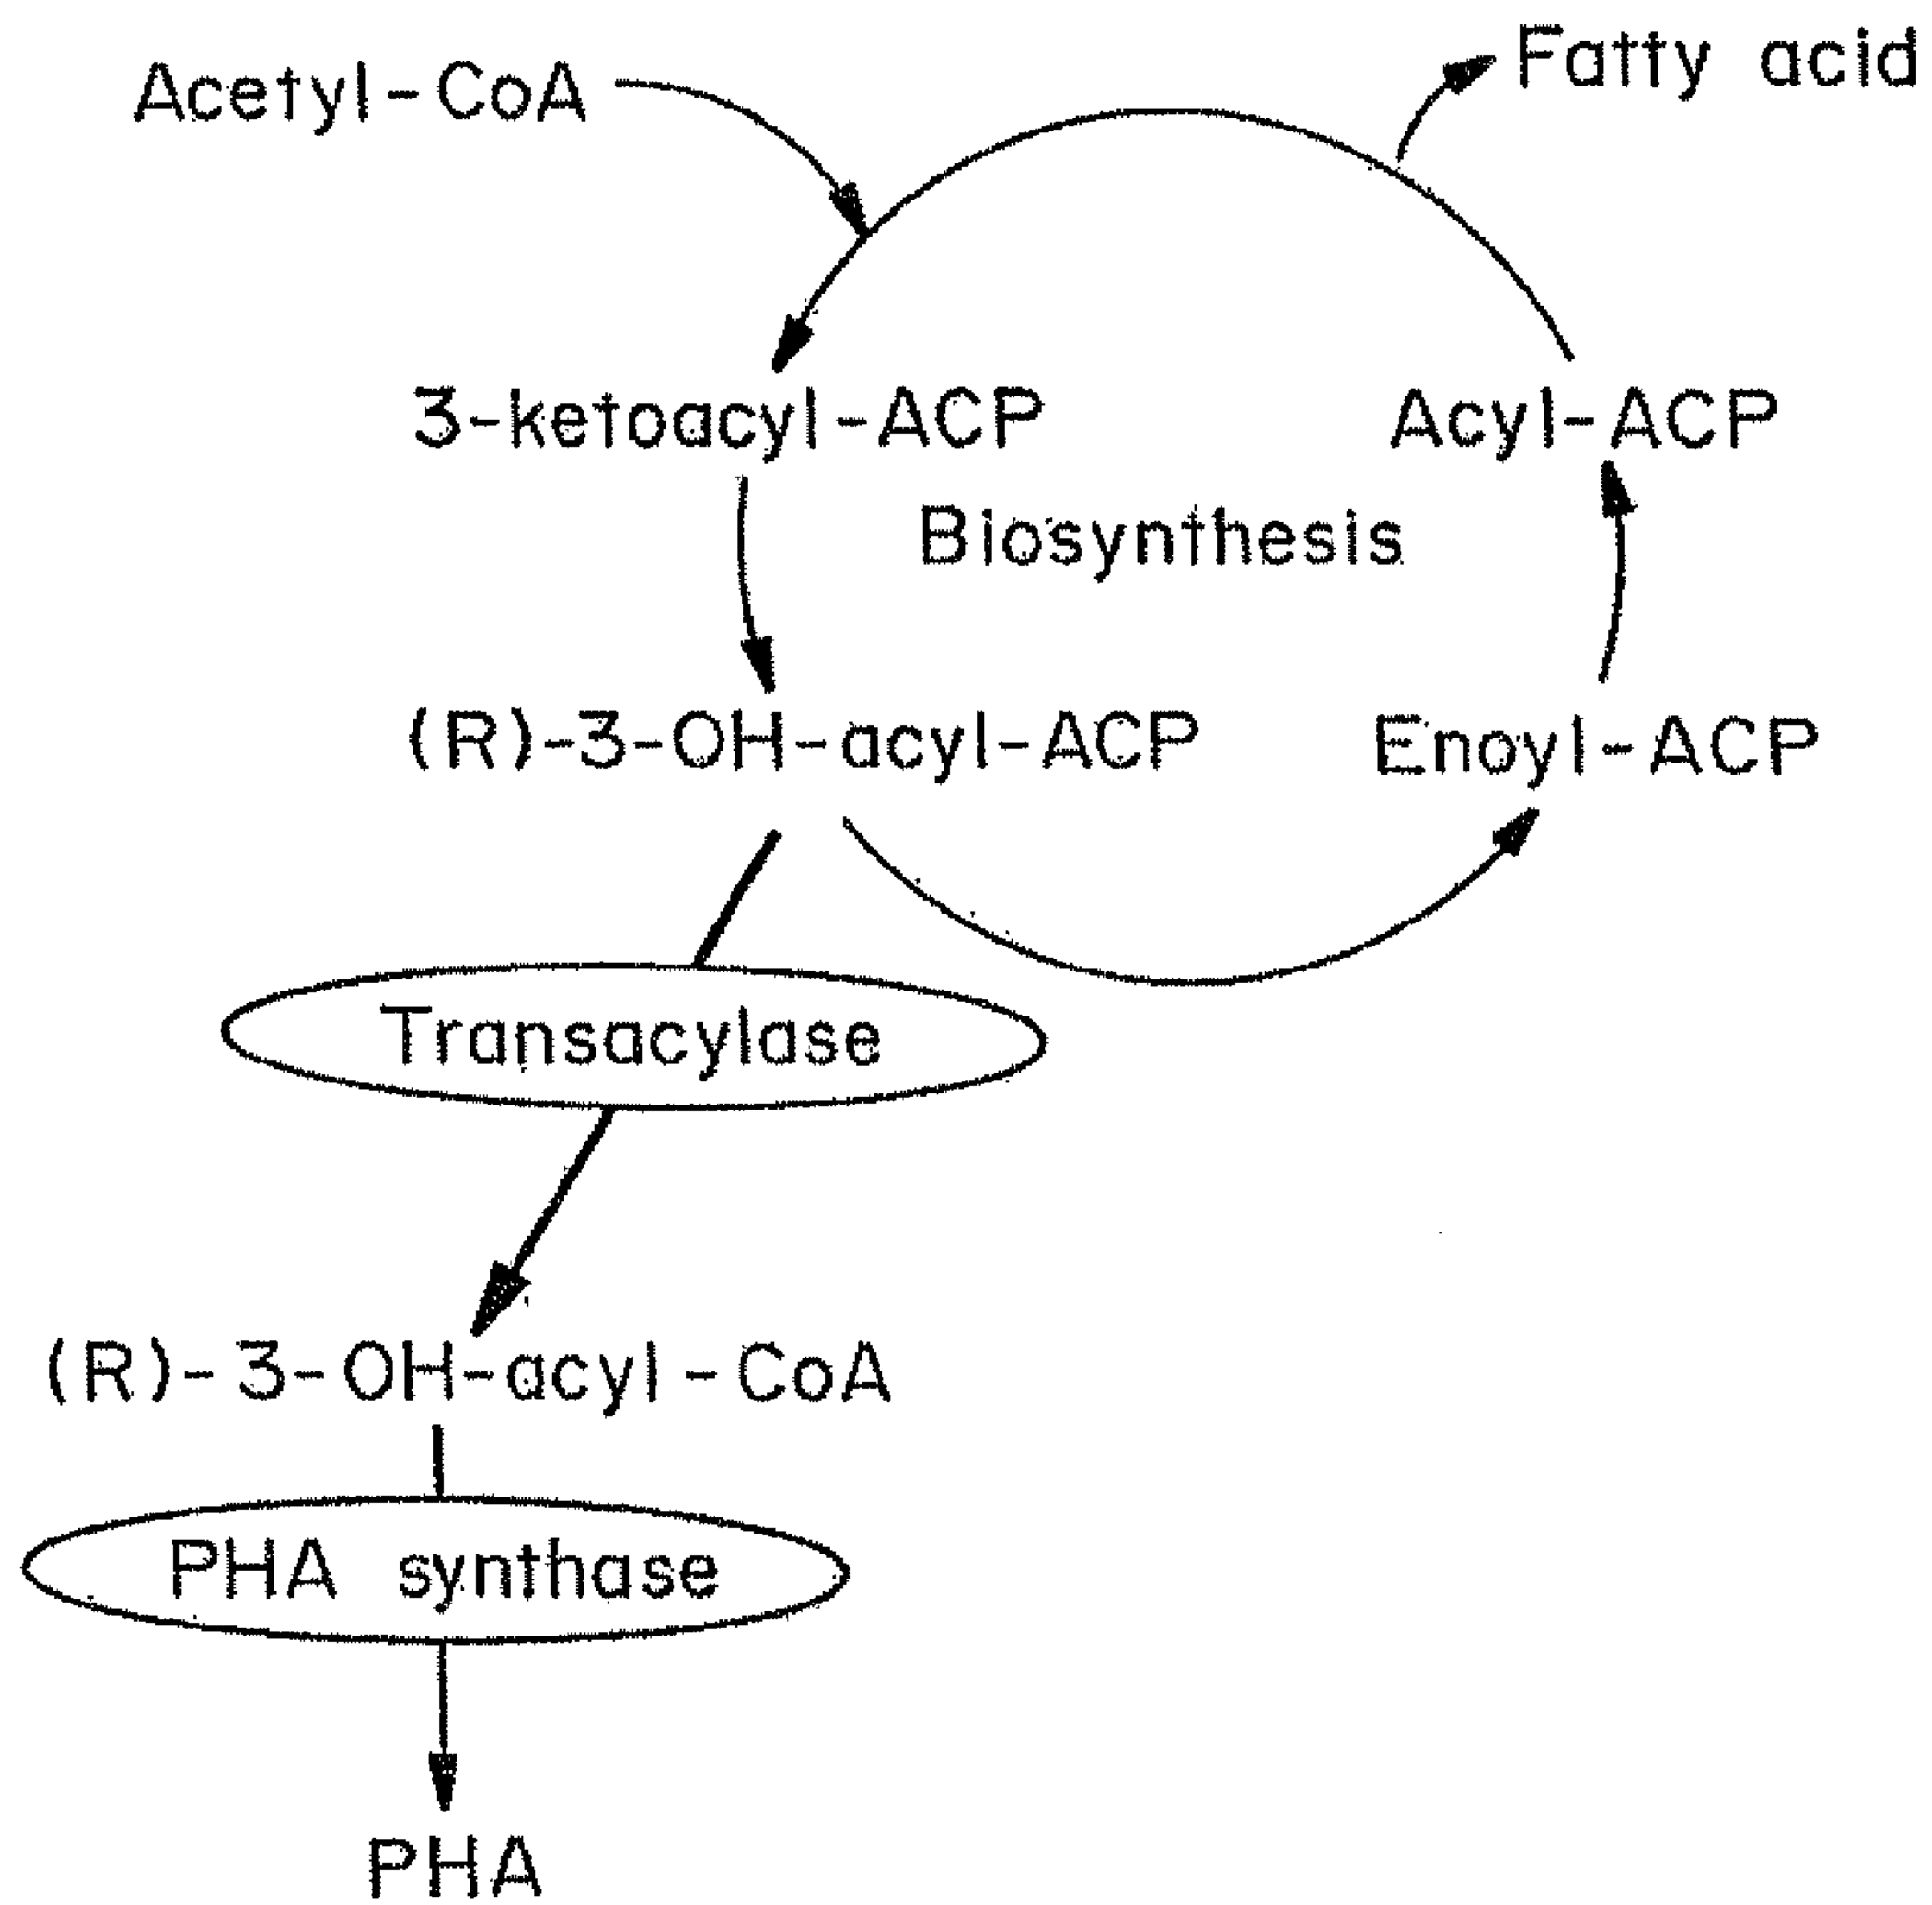 Acetyl-CoA
Fatty acid
3-ketoacyl-ACP
Acyl-ACP
Biosynthesis
(R)-3-OH-acyl-ACP
Enoyl-ACP
Transacylase
(R)-3-OH-acyl-CoA
PHA synthase
PHA